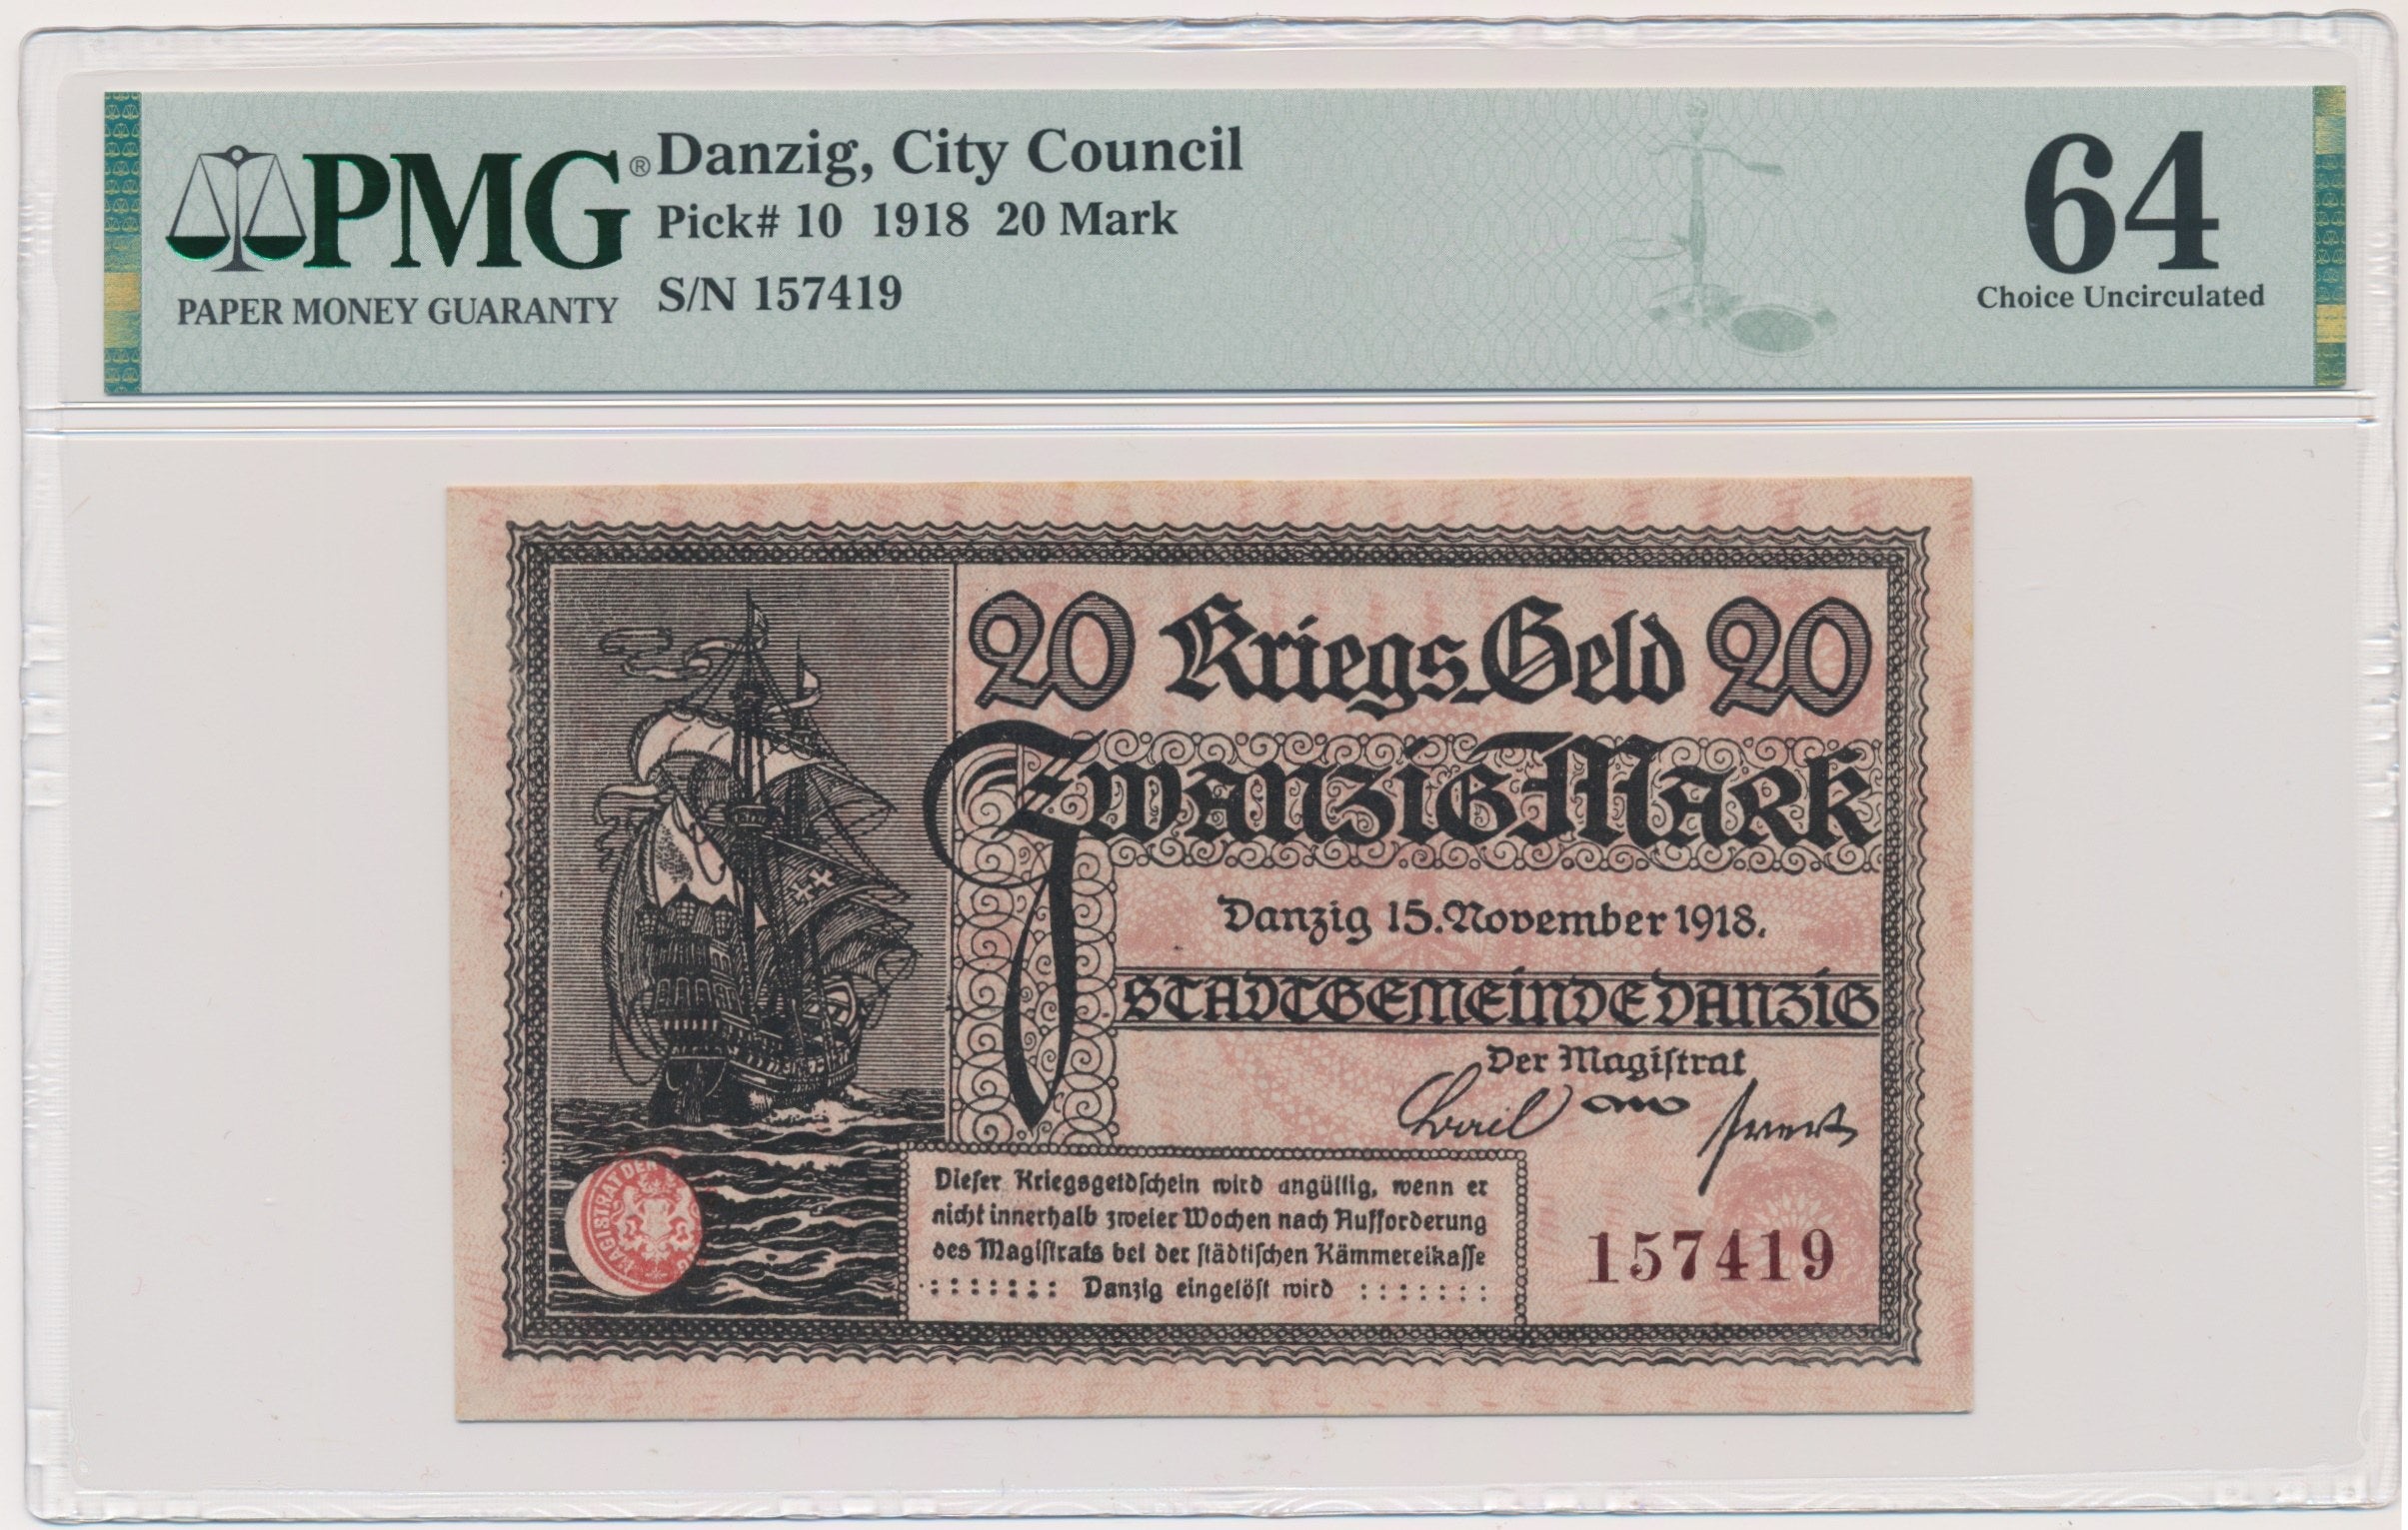 PMG®
PAPER MONEY GUARANTY
Danzig, City Council
Pick# 10 1918 20 Mark
S/N 157419
64
Choice Uncirculated
20 Kriegs-Geld 20
Zwanzig Mark
Danzig 15. November 1918.
STADTGEMEINDE DANZIG
Der Magiſtrat
Dieſer Kriegsgeldſchein wird ungültig, wenn er
nicht innerhalb zweier Wochen nach Aufforderung
des Magiſtrats bei der ſtädtiſchen Kämmereikaſſe
: : : : : : : Danzig eingelöſt wird : : : : : : :
MAGISTRAT DER
157419